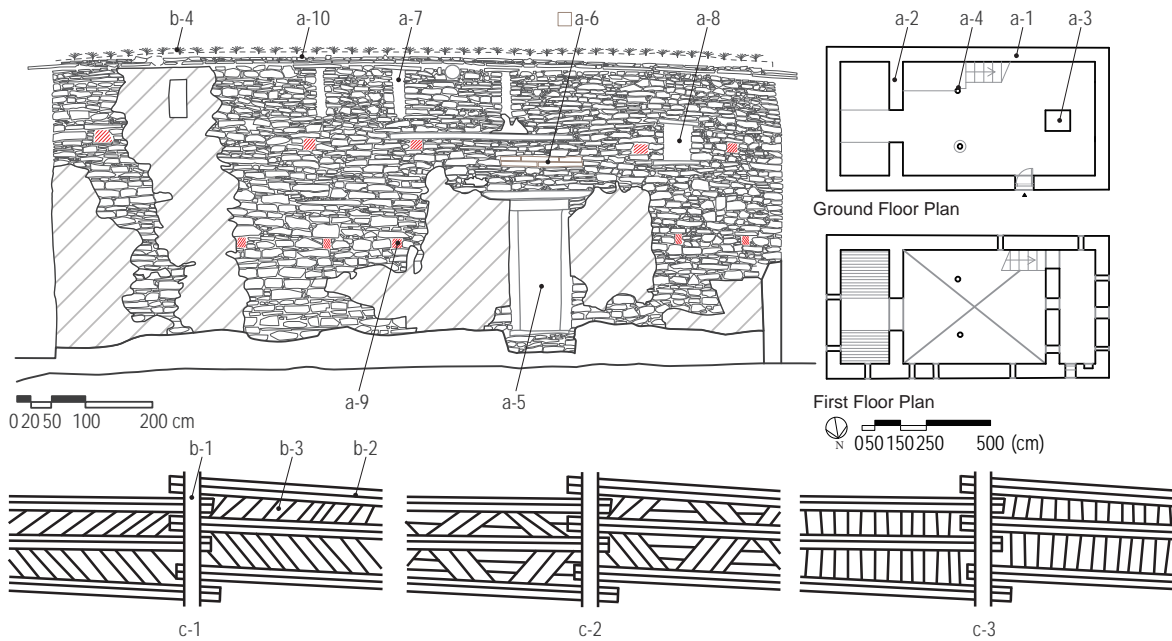 b-4 a-10 a-7 a-6 a-8 a-2 a-4 a-1 a-3
Ground Floor Plan
a-9 a-5
0 20 50 100 200 cm
First Floor Plan
N 0 50 150 250 500 (cm)
b-1 b-3 b-2
c-1 c-2 c-3